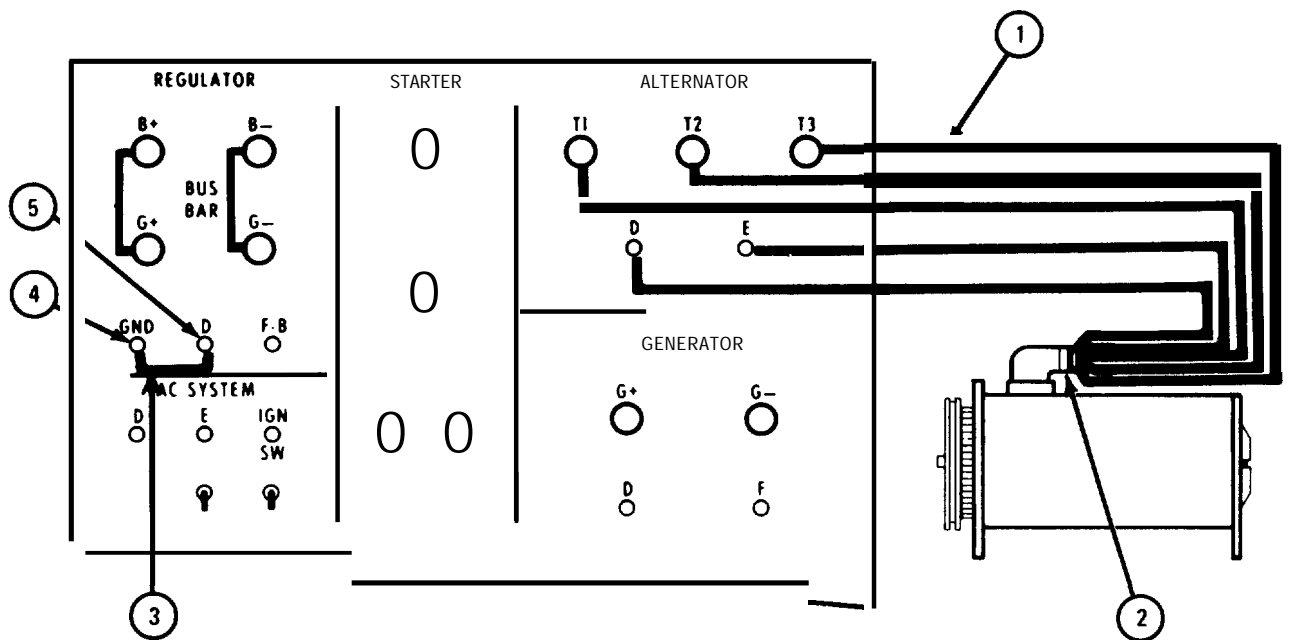 1
REGULATOR STARTER ALTERNATOR
B+ B- T1 T2 T3
BUS BAR
5
G+ G- D E
4
GND D F-B
GENERATOR
AC SYSTEM
G+ G-
D E IGN SW
D F
3
2